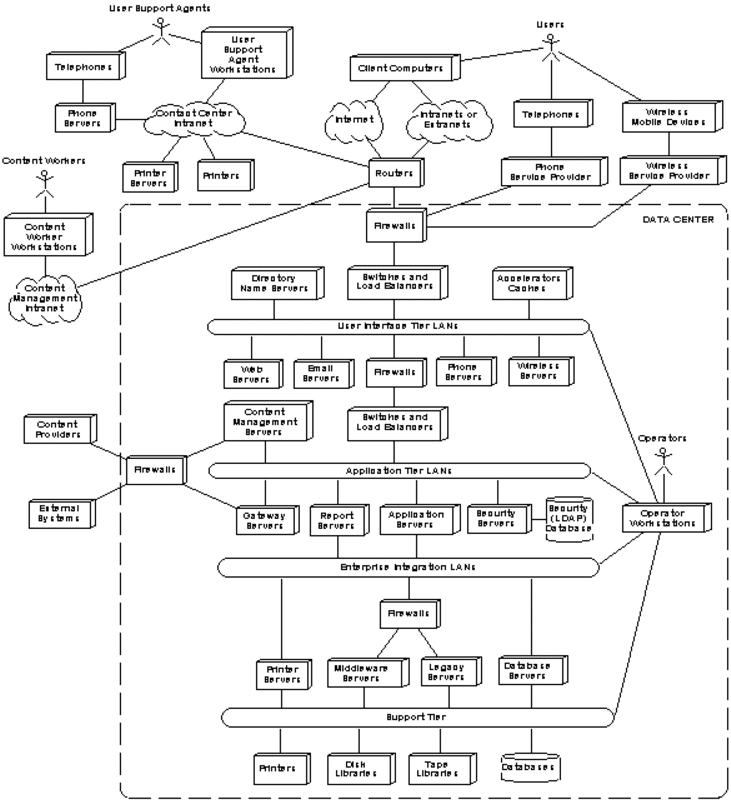 User Support Agents
Users
Telephones
User
Support
Agent
Workstations
Client Computers
Phone
Servers
Contact Center
Intranet
Internet
Intranets or
Extranets
Telephones
Wireless
Mobile Devices
Content Workers
Printer
Servers
Printers
Routers
Phone
Service Provider
Wireless
Service Provider
Content
Worker
Workstations
Firewalls
DATA CENTER
Content
Management
Intranet
Directory
Name Servers
Switches and
Load Balancers
Accelerators
Caches
User Interface Tier LANs
Web
Servers
Email
Servers
Firewalls
Phone
Servers
Wireless
Servers
Content
Providers
Content
Management
Servers
Switches and
Load Balancers
Operators
Firewalls
Application Tier LANs
External
Systems
Gateway
Servers
Report
Servers
Application
Servers
Security
Servers
Security
(LDAP)
Database
Operator
Workstations
Enterprise Integration LANs
Firewalls
Printer
Servers
Middleware
Servers
Legacy
Servers
Database
Servers
Support Tier
Printers
Disk
Libraries
Tape
Libraries
Databases